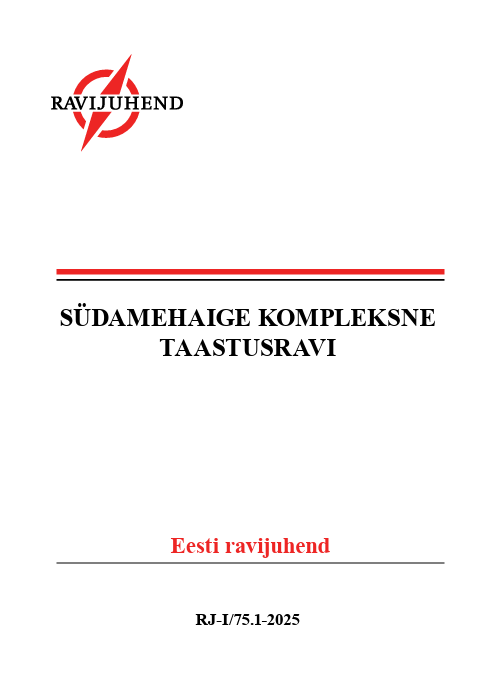 RAVIJUHEND
SÜDAMEHAIGE KOMPLEKSNE
TAASTUSRAVI
Eesti ravijuhend
RJ-I/75.1-2025